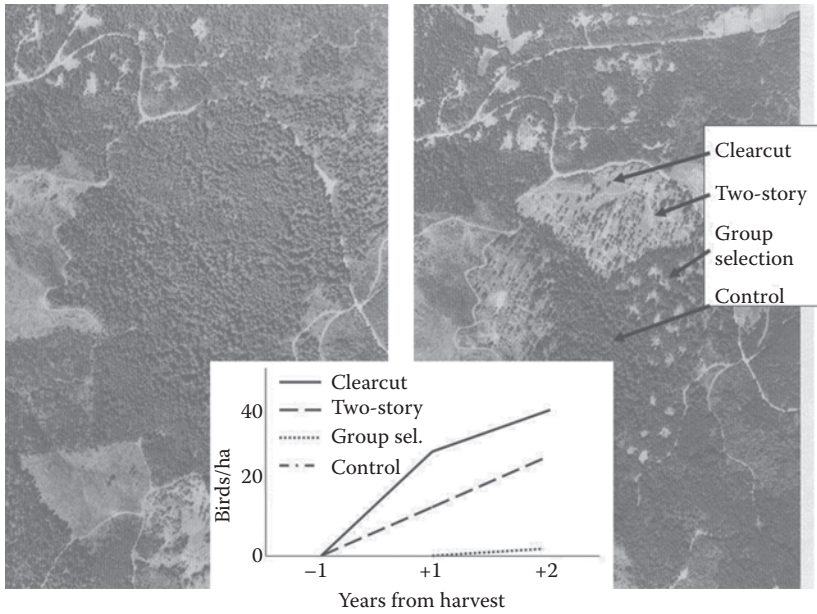 Clearcut
Two-story
Group
selection
Control
Clearcut
Two-story
Group sel.
Control
Birds/ha
40
20
0
−1
+1
+2
Years from harvest